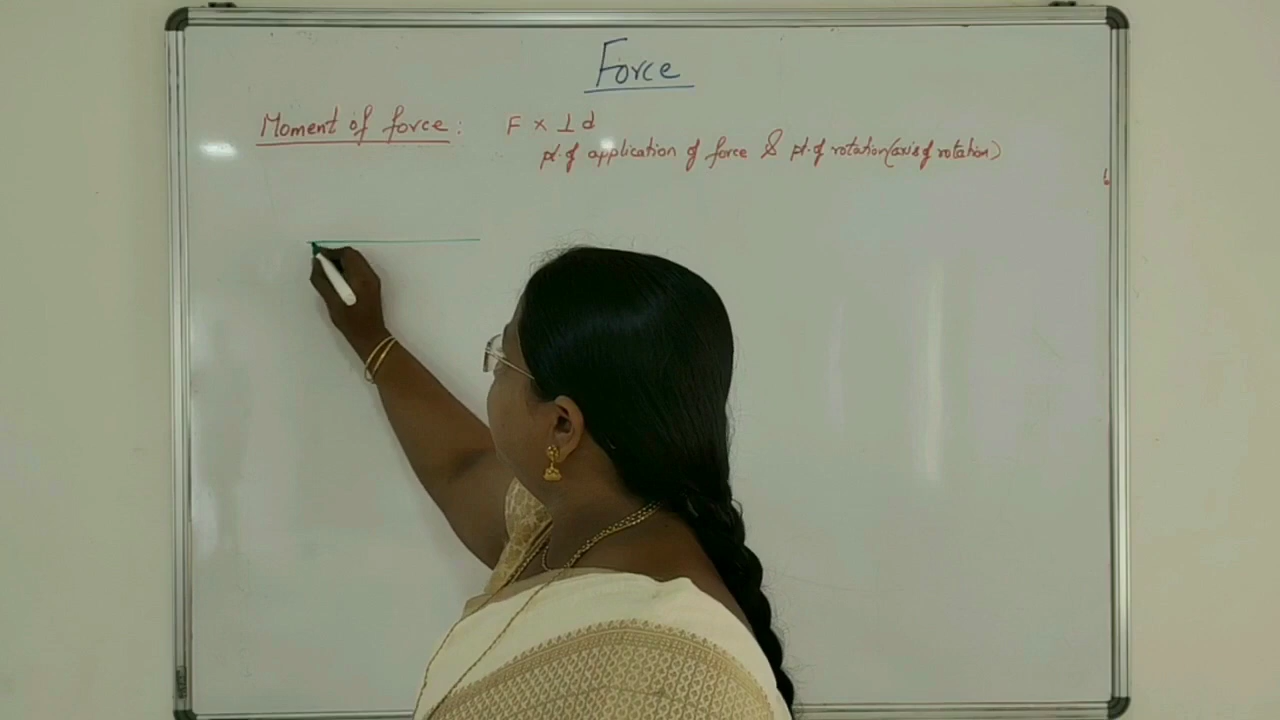 Force
Moment of force : F × ⊥ d
pt. of application of force & pt. of rotation (axis of rotation)